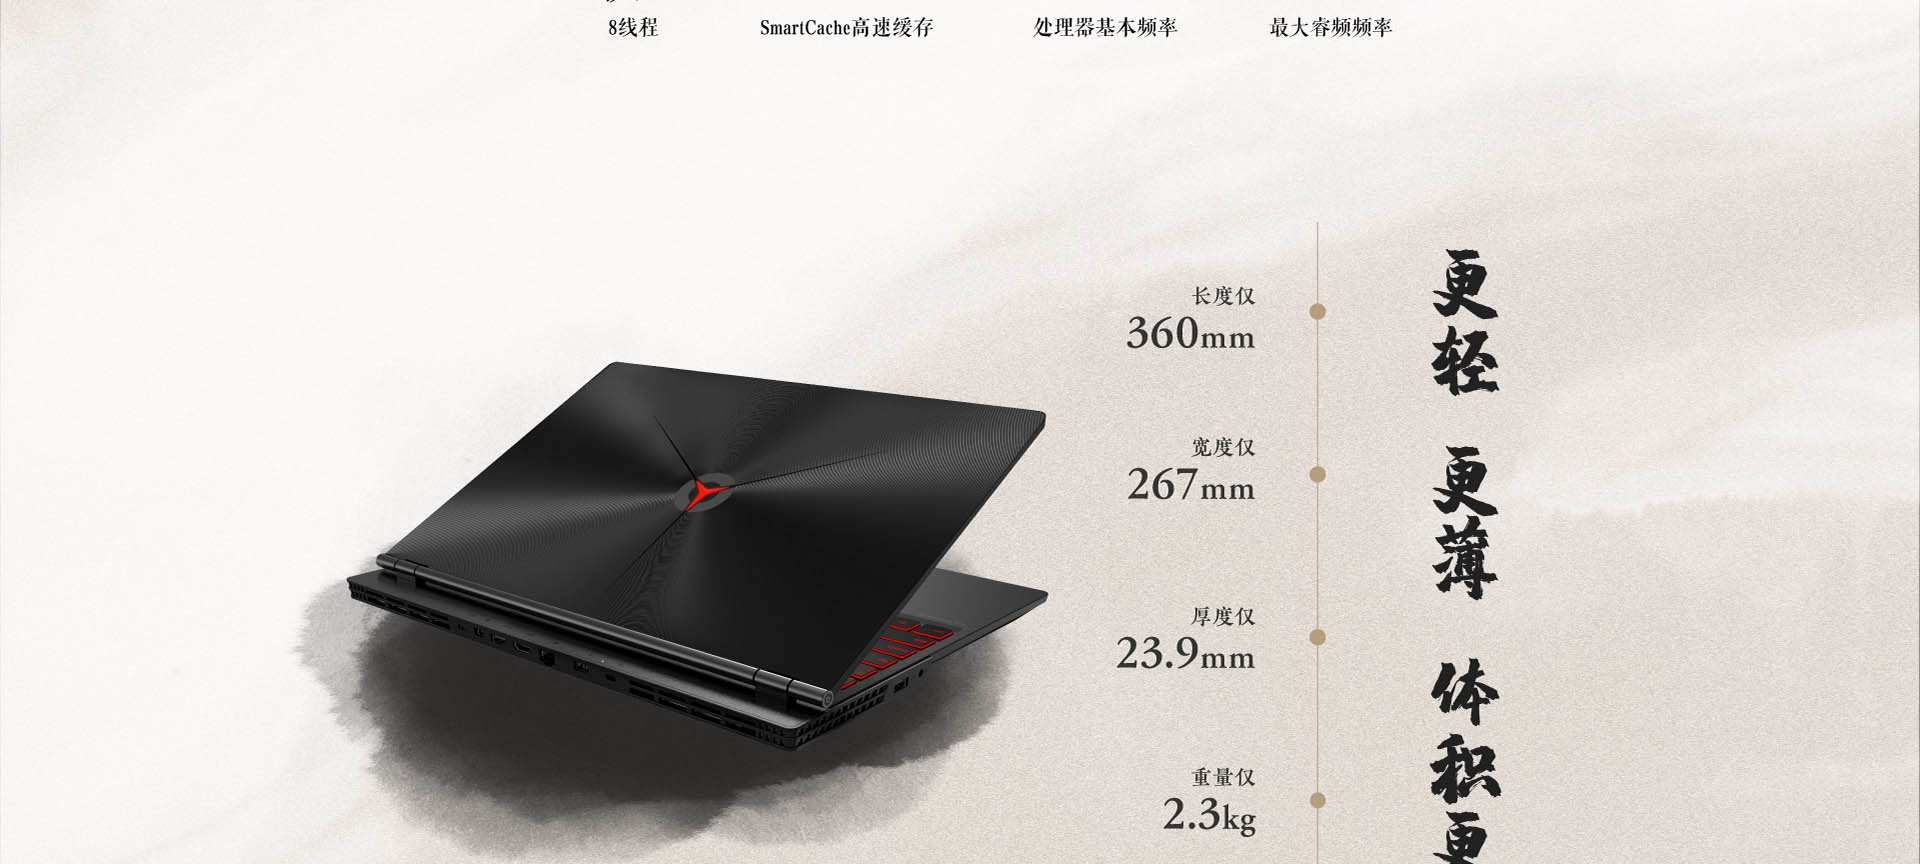 8线程
SmartCache高速缓存
处理器基本频率
最大睿频频率
长度仅
360mm
宽度仅
267mm
厚度仅
23.9mm
重量仅
2.3kg
更轻
更薄
体积更